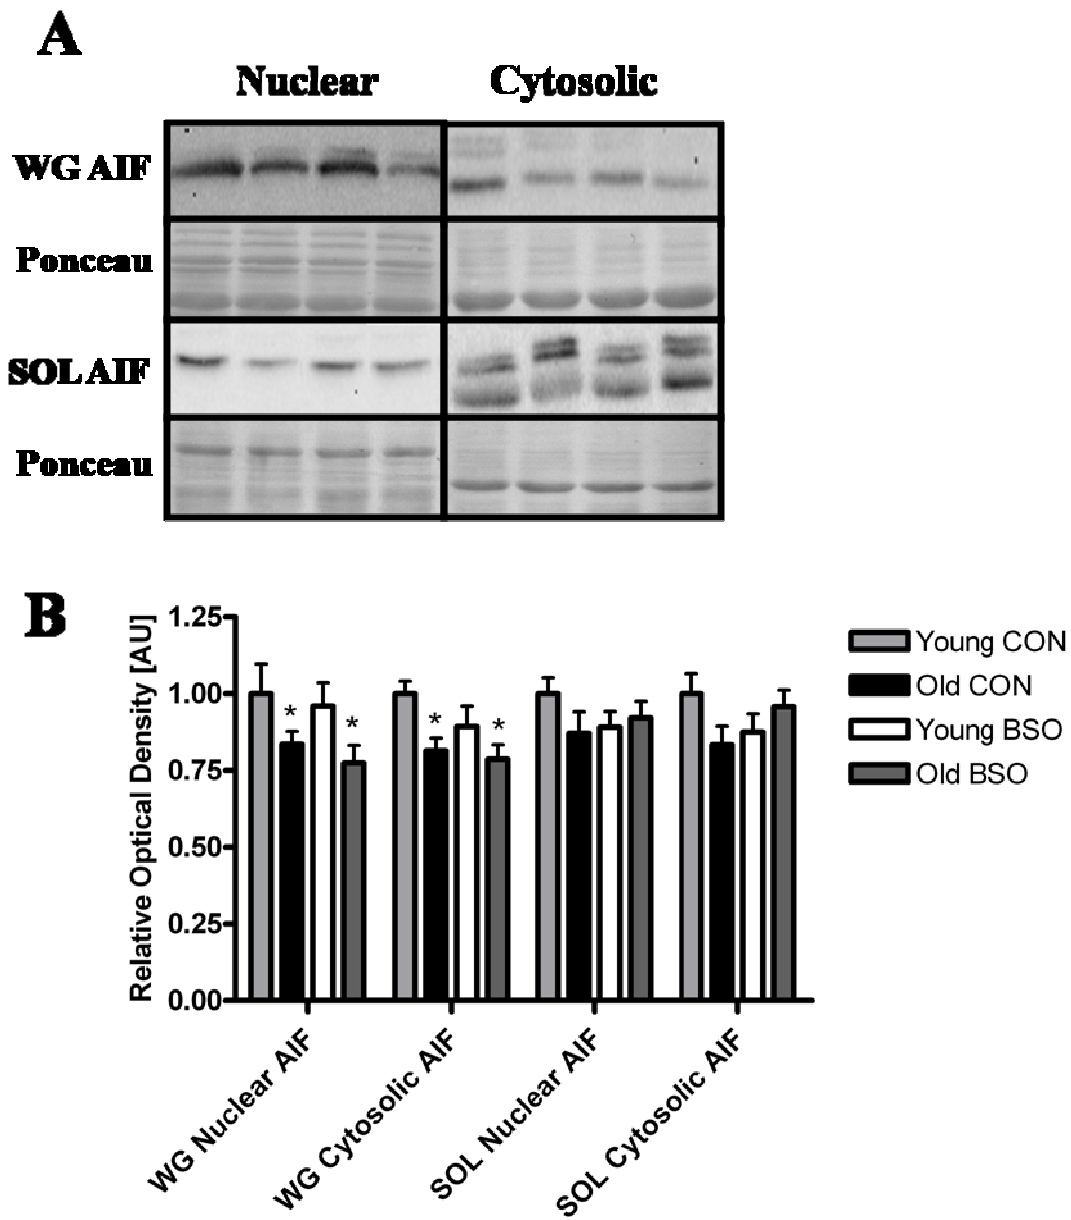 A
Nuclear Cytosolic
WG AIF
Ponceau
SOL AIF
Ponceau
B
Relative Optical Density [AU]
1.25
1.00
0.75
0.50
0.25
0.00
* * * *
WG Nuclear AIF
WG Cytosolic AIF
SOL Nuclear AIF
SOL Cytosolic AIF
Young CON
Old CON
Young BSO
Old BSO